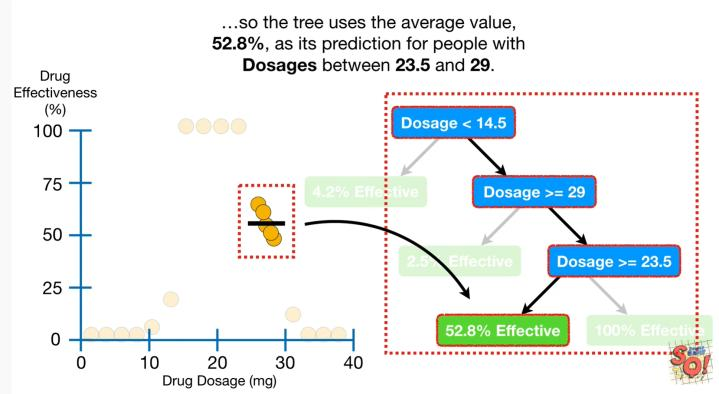 …so the tree uses the average value,
52.8%, as its prediction for people with
Dosages between 23.5 and 29.
Drug
Effectiveness
(%)
100
75
50
25
0
0
10
20
30
40
Drug Dosage (mg)
Dosage < 14.5
4.2% Effective
Dosage >= 29
2.5% Effective
Dosage >= 23.5
52.8% Effective
100% Effective
SQ!